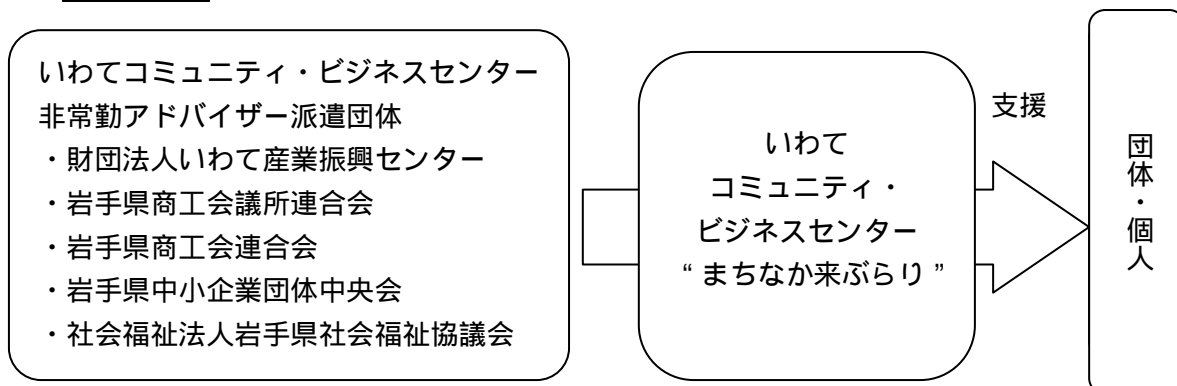 いわてコミュニティ・ビジネスセンター
非常勤アドバイザー派遣団体
・財団法人いわて産業振興センター
・岩手県商工会議所連合会
・岩手県商工会連合会
・岩手県中小企業団体中央会
・社会福祉法人岩手県社会福祉協議会
いわて
コミュニティ・
ビジネスセンター
“まちなか来ぶらり”
支援
団体・個人